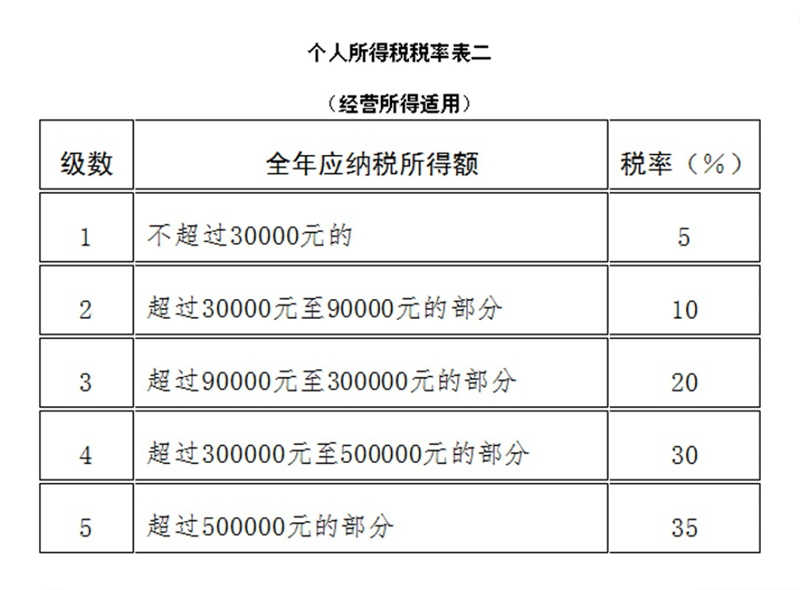 个人所得税税率表二
（经营所得适用）
级数 全年应纳税所得额 税率（%）
1 不超过30000元的 5
2 超过30000元至90000元的部分 10
3 超过90000元至300000元的部分 20
4 超过300000元至500000元的部分 30
5 超过500000元的部分 35